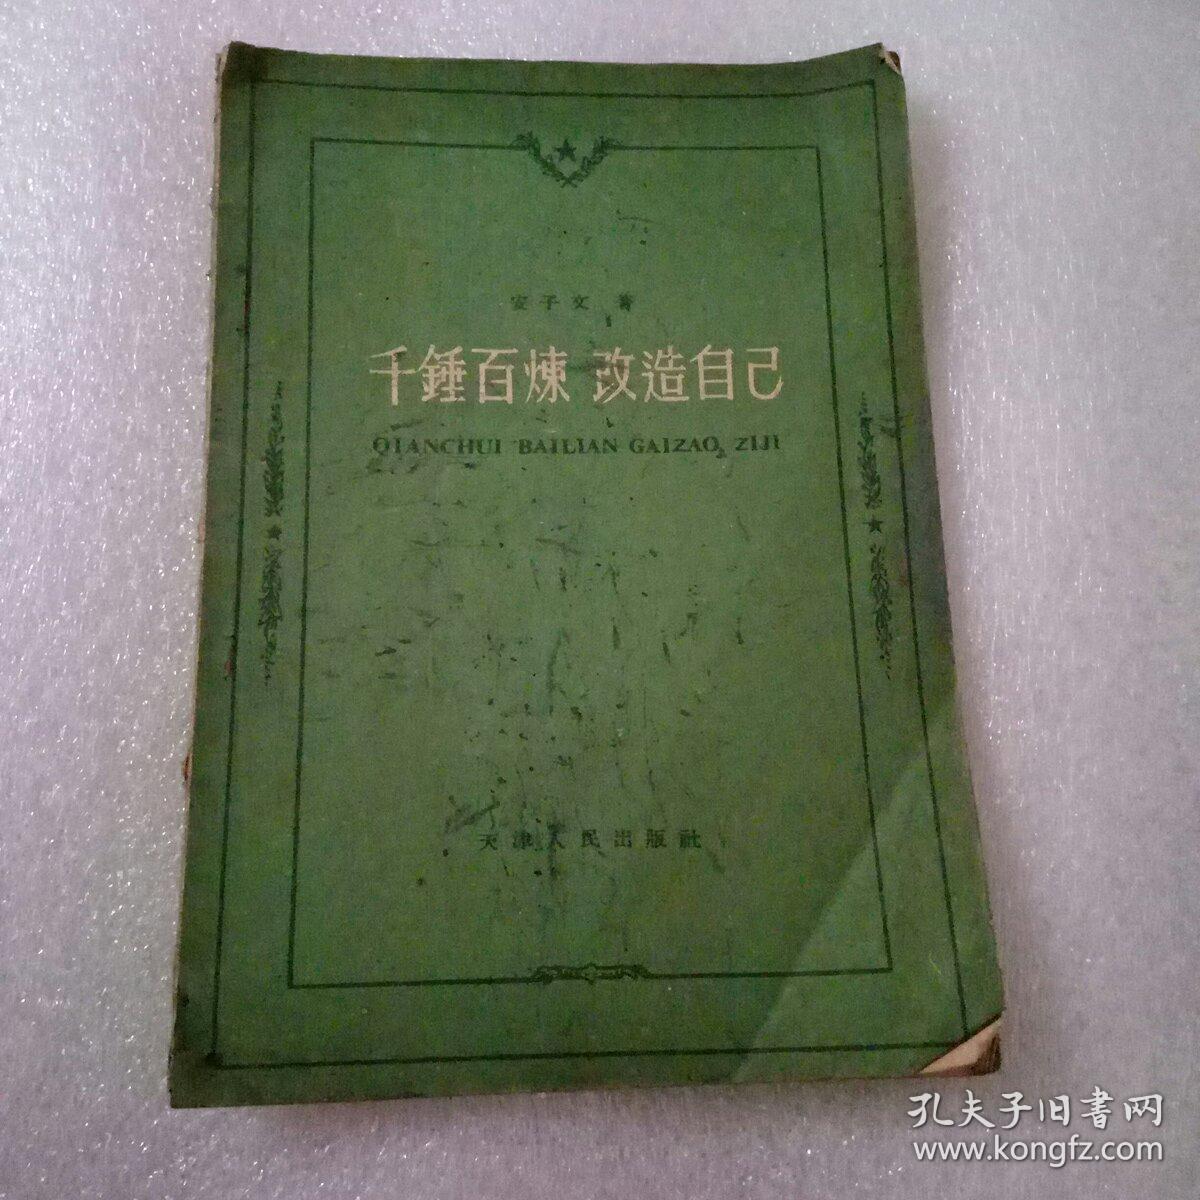 安子文 著
千錘百煉 改造自己
QIANCHUI BAILIAN GAIZAO ZIJI
天津人民出版社
孔夫子旧書网
www.kongfz.com